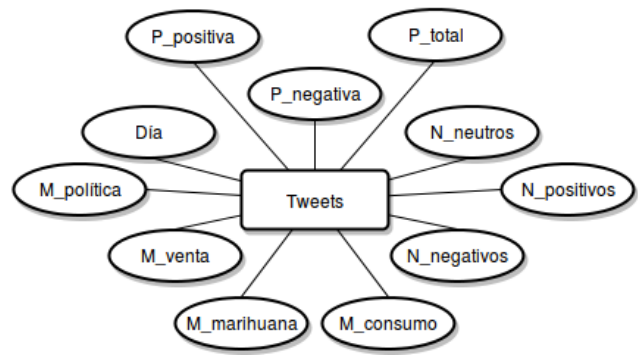 P_positiva
P_total
P_negativa
Día
N_neutros
M_política
Tweets
N_positivos
M_venta
N_negativos
M_marihuana
M_consumo